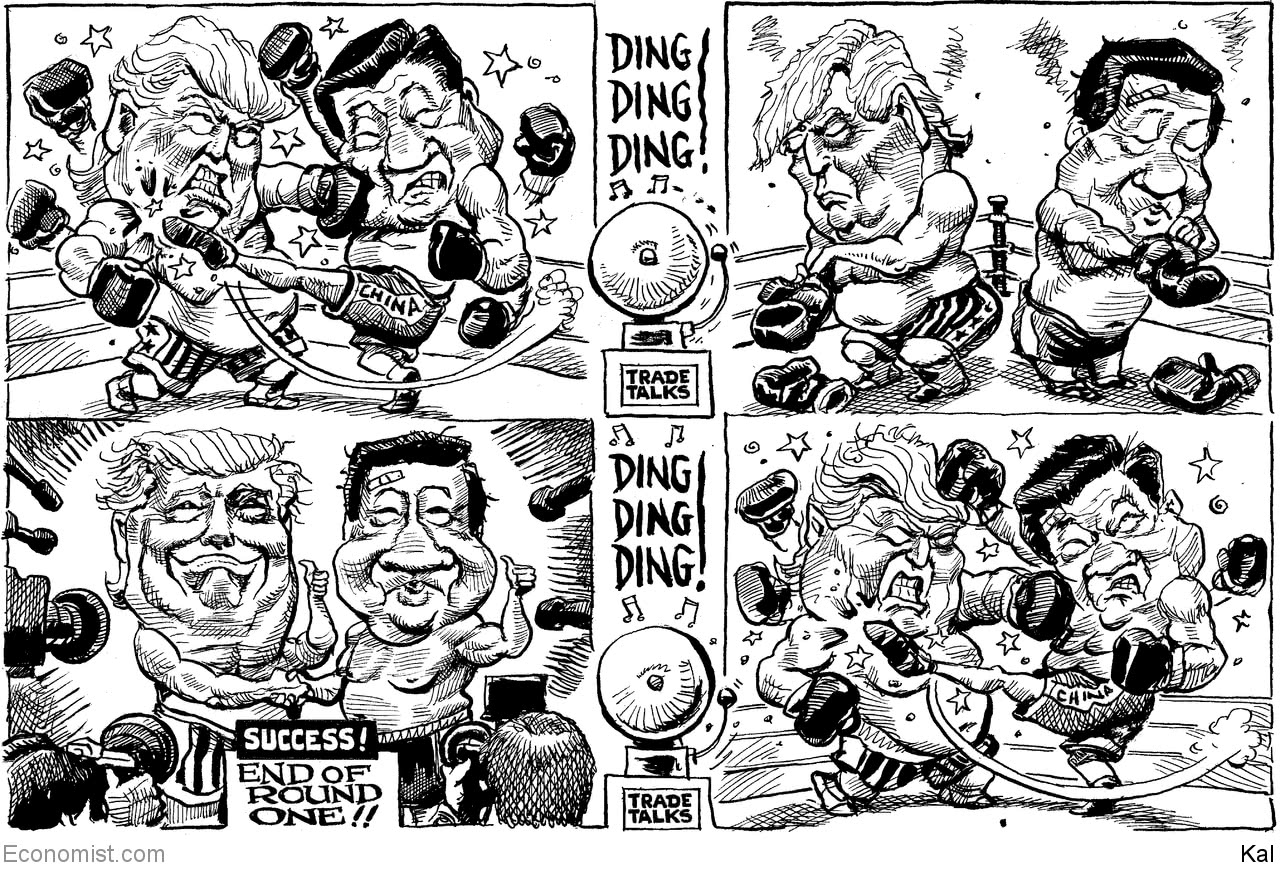 DING!
DING!
DING!
CHINA
TRADE
TALKS
SUCCESS!
END OF
ROUND
ONE!!
DING!
DING!
DING!
TRADE
TALKS
CHINA
Economist.com
Kal